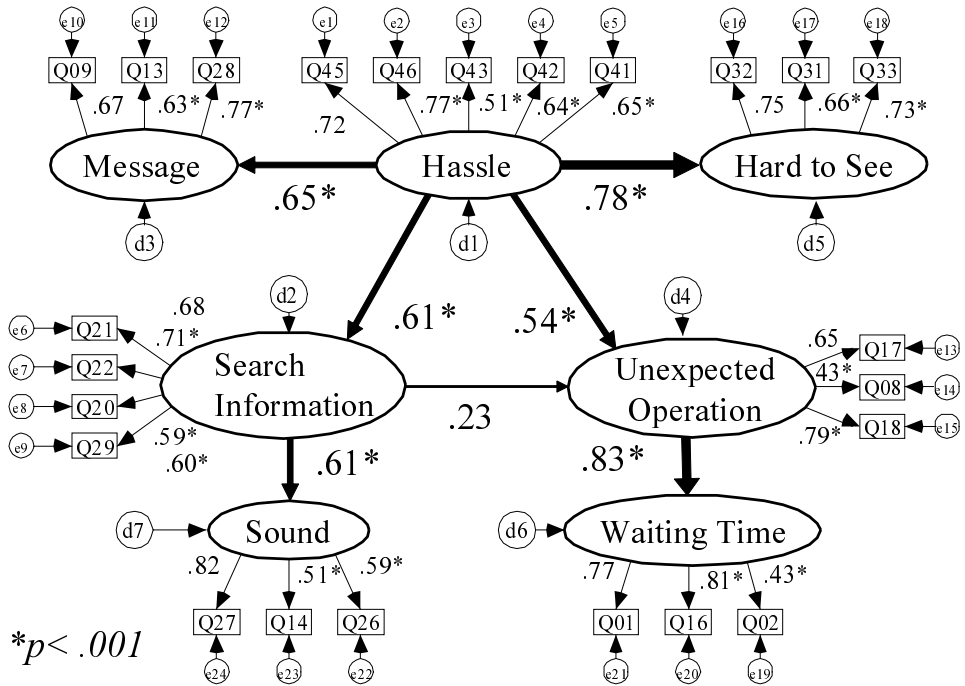 e10 e11 e12 e1 e2 e3 e4 e5 e16 e17 e18
Q09 Q13 Q28 Q45 Q46 Q43 Q42 Q41 Q32 Q31 Q33
.67 .63* .77* .72 .77* .51* .64* .65* .75 .66* .73*
Message Hassle Hard to See
.65* .78*
d3 d1 d5
d2 d4
.61* .54*
e6 Q21 .68
.71*
e7 Q22
e8 Q20
e9 Q29
.59*
.60*
Search
Information
.23
Unexpected
Operation
.65 Q17 e13
.43* Q08 e14
.79* Q18 e15
.61* .83*
d7 Sound d6 Waiting Time
.82 .51* .59* .77 .81* .43*
Q27 Q14 Q26 Q01 Q16 Q02
e24 e23 e22 e21 e20 e19
*p< .001